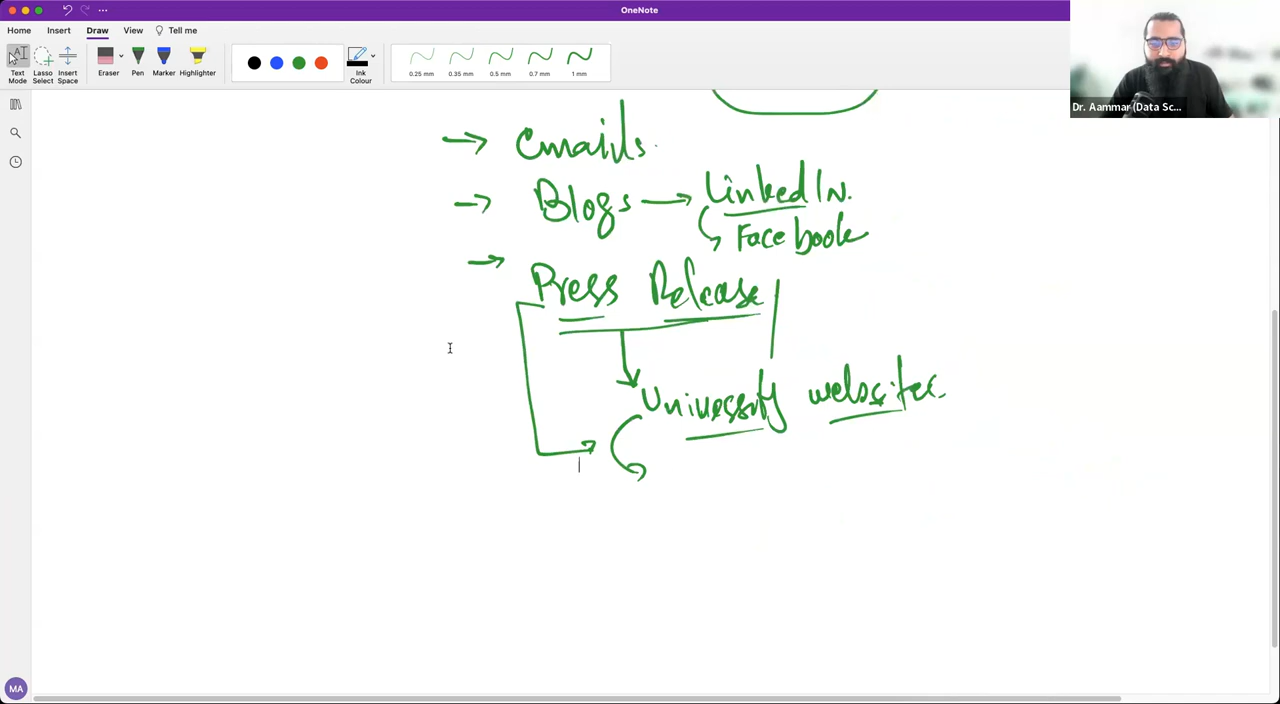 OneNote
Home Insert Draw View Tell me
Text Mode
Lasso Select
Insert Space
Eraser
Pen
Marker
Highlighter
Ink Colour
0.25 mm 0.35 mm 0.5 mm 0.7 mm 1 mm
Dr. Aammar (Data Sc...
→ Emails.
→ Blogs → LinkedIn.
Facebook
→ Press Release
University websites.
MA